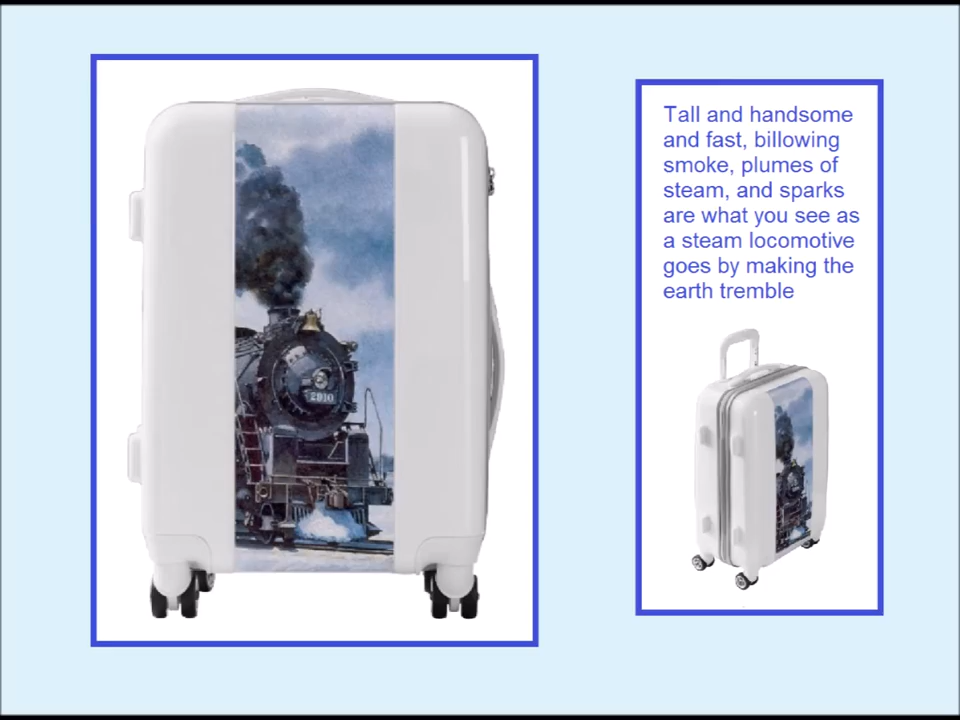 Tall and handsome
and fast, billowing
smoke, plumes of
steam, and sparks
are what you see as
a steam locomotive
goes by making the
earth tremble
2910